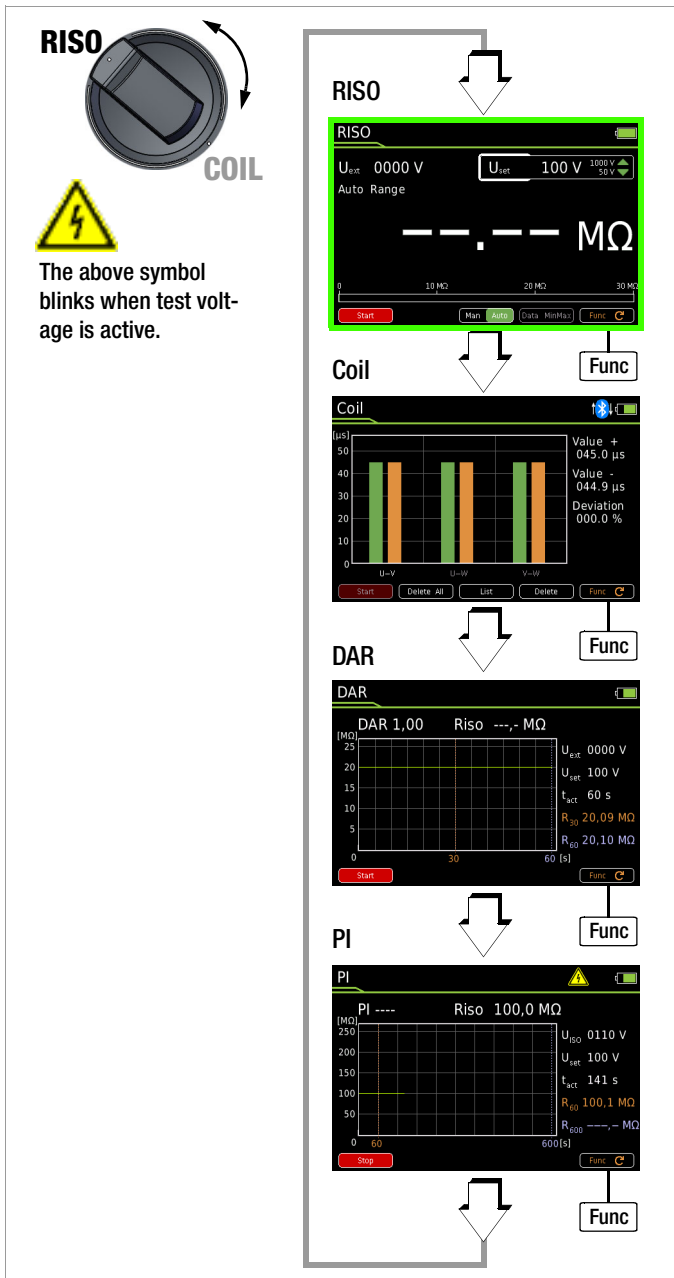 RISO
COIL
The above symbol
blinks when test volt-
age is active.
RISO
RISO
Uext 0000 V Uset 100 V 1000 V
50 V
Auto Range
--.-- MΩ
0 10 MΩ 20 MΩ 30 MΩ
Start Man Auto Data MinMax Func
Func
Coil
Coil
[µs]
50
40
30
20
10
0
U-V U-W V-W
Value +
045.0 µs
Value -
044.9 µs
Deviation
000.0 %
Start Delete All List Delete Func
Func
DAR
DAR
DAR 1,00 Riso ---,- MΩ
[MΩ]
25
20
15
10
5
0 30 60 [s]
Uext 0000 V
Uset 100 V
tact 60 s
R30 20,09 MΩ
R60 20,10 MΩ
Start Func
Func
PI
PI
PI ---- Riso 100,0 MΩ
[MΩ]
250
200
150
100
50
0 60 600 [s]
UISO 0110 V
Uset 100 V
tact 141 s
R60 100,1 MΩ
R600 ---,- MΩ
Stop Func
Func